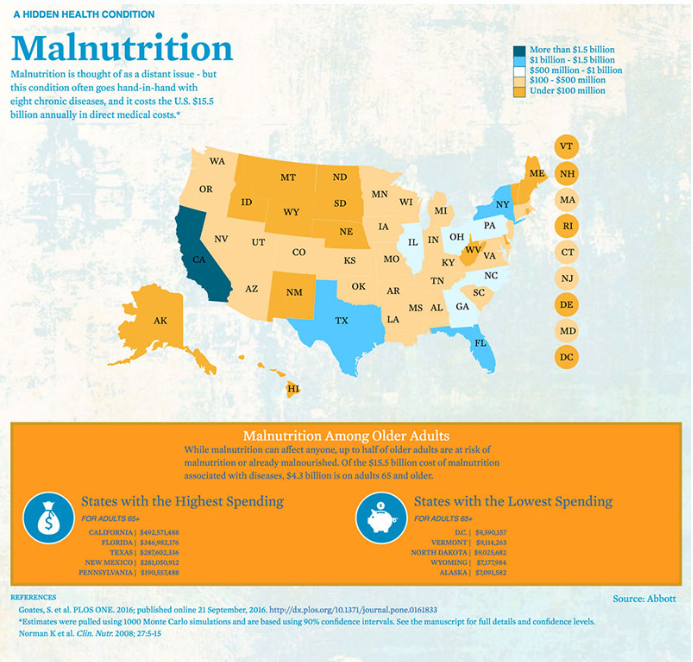 A HIDDEN HEALTH CONDITION
Malnutrition
Malnutrition is thought of as a distant issue - but
this condition often goes hand-in-hand with
eight chronic diseases, and it costs the U.S. $15.5
billion annually in direct medical costs.*
More than $1.5 billion
$1 billion - $1.5 billion
$500 million - $1 billion
$100 - $500 million
Under $100 million
WA
MT
ND
ME
VT
OR
ID
WY
SD
MN
WI
MI
NY
NH
MA
NV
UT
CO
NE
IA
IL
IN
OH
PA
RI
CA
KS
MO
KY
WV
VA
CT
AZ
NM
OK
AR
TN
NC
SC
NJ
TX
LA
MS
AL
GA
DE
AK
FL
MD
HI
DC
Malnutrition Among Older Adults
While malnutrition can affect anyone, up to half of older adults are at risk of
malnutrition or already malnourished. Of the $15.5 billion cost of malnutrition
associated with diseases, $4.3 billion is on adults 65 and older.
States with the Highest Spending
FOR ADULTS 65+
CALIFORNIA | $492,571,488
FLORIDA | $346,982,176
TEXAS | $287,602,336
NEW MEXICO | $281,050,912
PENNSYLVANIA | $190,557,488
States with the Lowest Spending
FOR ADULTS 65+
D.C. | $9,390,157
VERMONT | $9,114,263
NORTH DAKOTA | $8,025,682
WYOMING | $7,177,984
ALASKA | $7,091,582
REFERENCES
Source: Abbott
Goates, S. et al. PLOS ONE. 2016; published online 21 September, 2016. http://dx.plos.org/10.1371/journal.pone.0161833
*Estimates were pulled using 1000 Monte Carlo simulations and are based using 90% confidence intervals. See the manuscript for full details and confidence levels.
Norman K et al. Clin. Nutr. 2008; 27:5-15